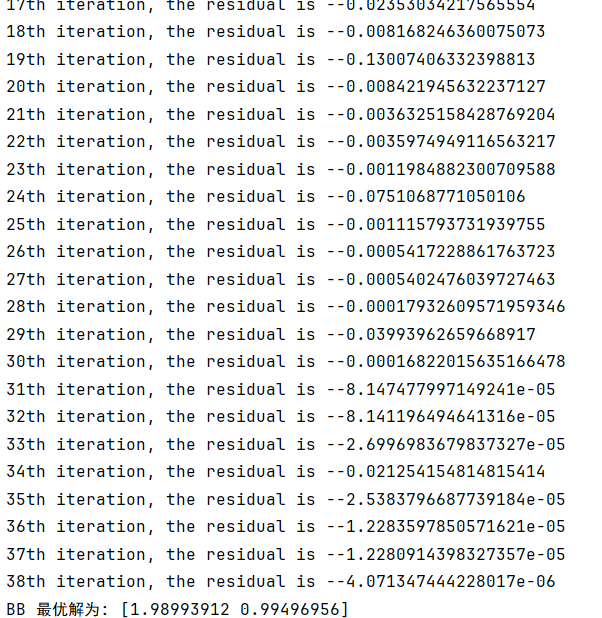 17th iteration, the residual is --0.02353034217565554
18th iteration, the residual is --0.008168246360075073
19th iteration, the residual is --0.13007406332398813
20th iteration, the residual is --0.008421945632237127
21th iteration, the residual is --0.0036325158428769204
22th iteration, the residual is --0.0035974949116563217
23th iteration, the residual is --0.0011984882300709588
24th iteration, the residual is --0.0751068771050106
25th iteration, the residual is --0.001115793731939755
26th iteration, the residual is --0.0005417228861763723
27th iteration, the residual is --0.0005402476039727463
28th iteration, the residual is --0.00017932609571959346
29th iteration, the residual is --0.03993962659668917
30th iteration, the residual is --0.00016822015635166478
31th iteration, the residual is --8.147477997149241e-05
32th iteration, the residual is --8.141196494641316e-05
33th iteration, the residual is --2.6996983679837327e-05
34th iteration, the residual is --0.021254154814815414
35th iteration, the residual is --2.5383796687739184e-05
36th iteration, the residual is --1.2283597850571621e-05
37th iteration, the residual is --1.2280914398327357e-05
38th iteration, the residual is --4.071347444228017e-06
BB 最优解为: [1.98993912 0.99496956]